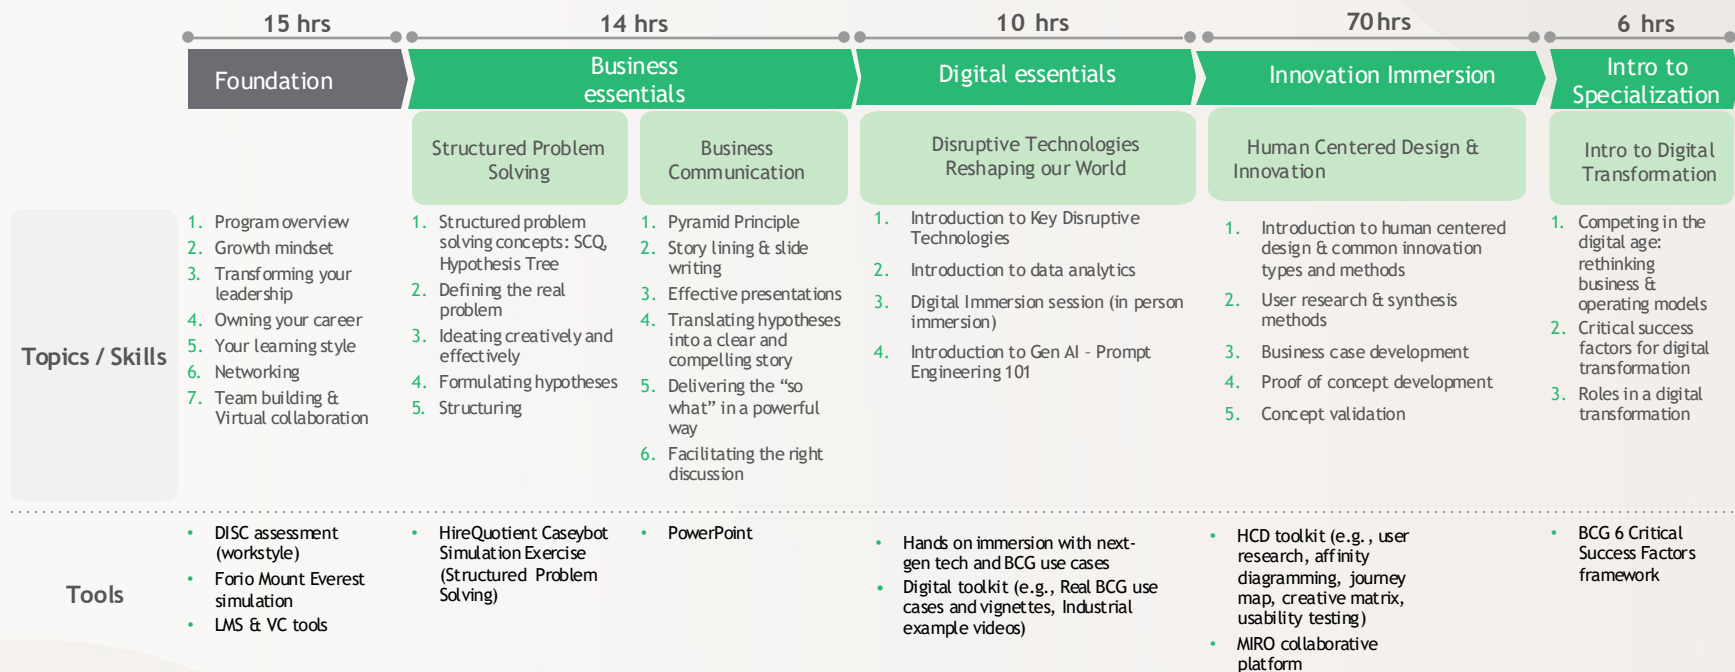 15 hrs
14 hrs
10 hrs
70 hrs
6 hrs
Foundation
Business
essentials
Digital essentials
Innovation Immersion
Intro to
Specialization
Structured Problem
Solving
Business
Communication
Disruptive Technologies
Reshaping our World
Human Centered Design &
Innovation
Intro to Digital
Transformation
Topics / Skills
1. Program overview
2. Growth mindset
3. Transforming your
leadership
4. Owning your career
5. Your learning style
6. Networking
7. Team building &
Virtual collaboration
1. Structured problem
solving concepts: SCQ,
Hypothesis Tree
2. Defining the real
problem
3. Ideating creatively and
effectively
4. Formulating hypotheses
5. Structuring
1. Pyramid Principle
2. Story lining & slide
writing
3. Effective presentations
4. Translating hypotheses
into a clear and
compelling story
5. Delivering the “so
what” in a powerful
way
6. Facilitating the right
discussion
1. Introduction to Key Disruptive
Technologies
2. Introduction to data analytics
3. Digital Immersion session (in person
immersion)
4. Introduction to Gen AI - Prompt
Engineering 101
1. Introduction to human centered
design & common innovation
types and methods
2. User research & synthesis
methods
3. Business case development
4. Proof of concept development
5. Concept validation
1. Competing in the
digital age:
rethinking
business &
operating models
2. Critical success
factors for digital
transformation
3. Roles in a digital
transformation
Tools
• DISC assessment
(workstyle)
• Forio Mount Everest
simulation
• LMS & VC tools
• HireQuotient Caseybot
Simulation Exercise
(Structured Problem
Solving)
• PowerPoint
• Hands on immersion with next-
gen tech and BCG use cases
• Digital toolkit (e.g., Real BCG use
cases and vignettes, Industrial
example videos)
• HCD toolkit (e.g., user
research, affinity
diagramming, journey
map, creative matrix,
usability testing)
• MIRO collaborative
platform
• BCG 6 Critical
Success Factors
framework